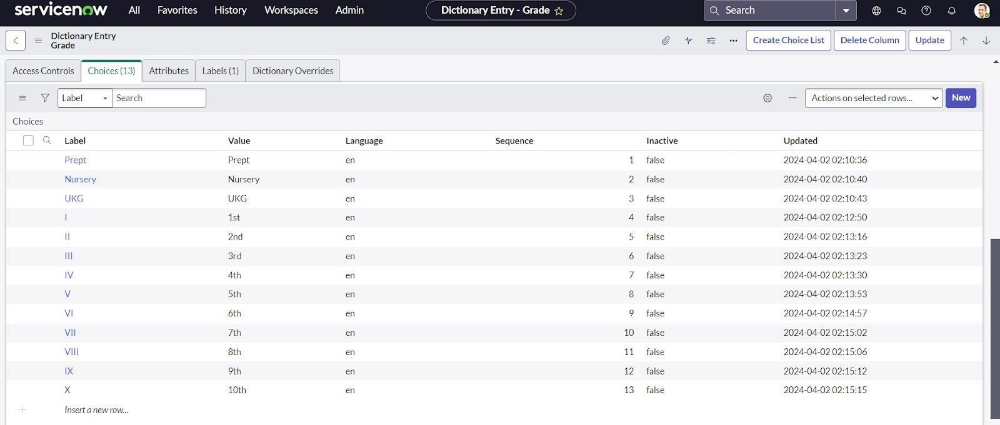 servicenow All Favorites History Workspaces Admin Dictionary Entry - Grade Search
Dictionary Entry
Grade
Create Choice List Delete Column Update
Access Controls Choices (13) Attributes Labels (1) Dictionary Overrides
Label Search Actions on selected rows... New
Choices
Label Value Language Sequence Inactive Updated
Prept Prept en 1 false 2024-04-02 02:10:36
Nursery Nursery en 2 false 2024-04-02 02:10:40
UKG UKG en 3 false 2024-04-02 02:10:43
I 1st en 4 false 2024-04-02 02:12:50
II 2nd en 5 false 2024-04-02 02:13:16
III 3rd en 6 false 2024-04-02 02:13:23
IV 4th en 7 false 2024-04-02 02:13:30
V 5th en 8 false 2024-04-02 02:13:53
VI 6th en 9 false 2024-04-02 02:14:57
VII 7th en 10 false 2024-04-02 02:15:02
VIII 8th en 11 false 2024-04-02 02:15:06
IX 9th en 12 false 2024-04-02 02:15:12
X 10th en 13 false 2024-04-02 02:15:15
Insert a new row...